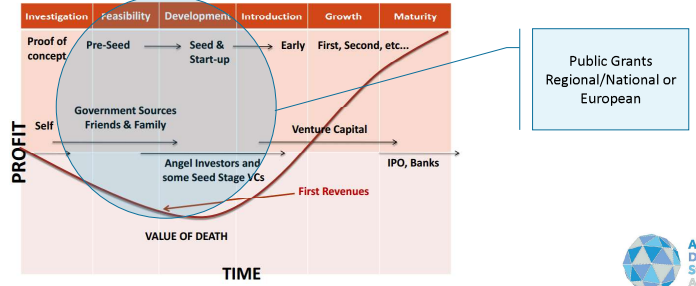 Investigation Feasibility Development Introduction Growth Maturity
Proof of concept
Pre-Seed
Seed & Start-up
Early
First, Second, etc...
Public Grants
Regional/National or
European
Government Sources
Friends & Family
Self
Venture Capital
PROFIT
Angel Investors and
some Seed Stage VCs
IPO, Banks
First Revenues
VALUE OF DEATH
TIME
A
D
S
A